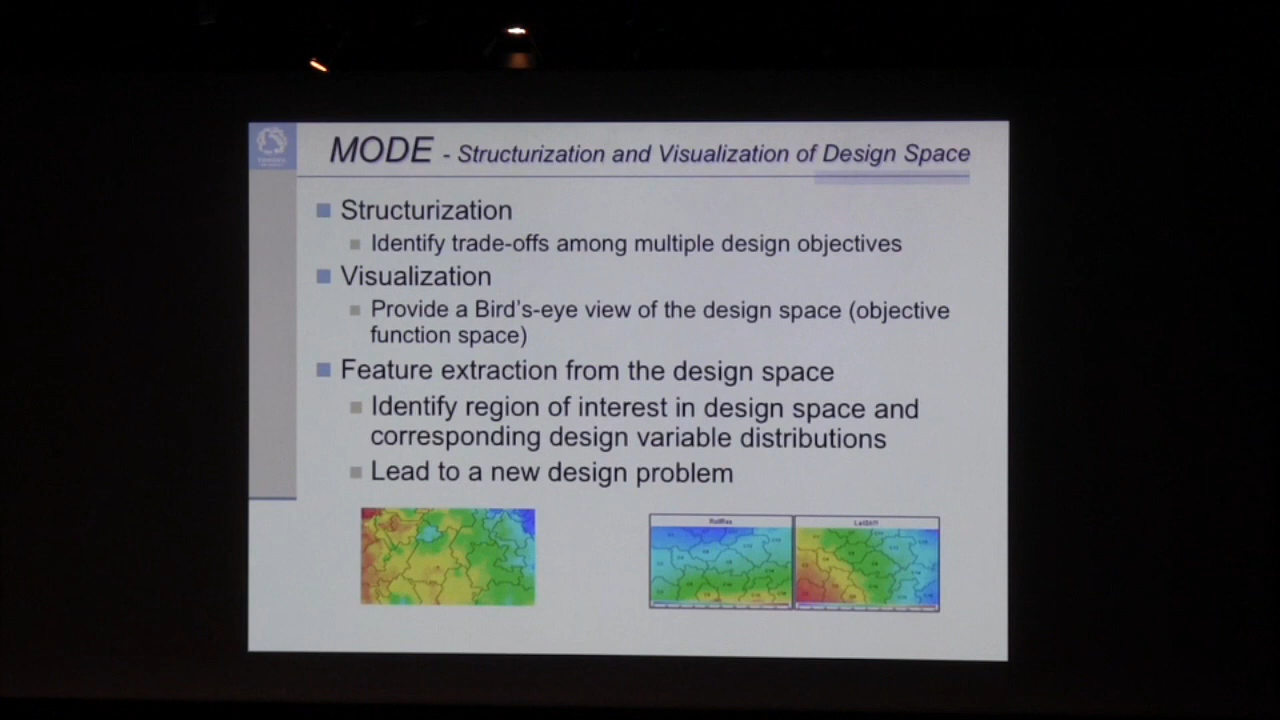 MODE - Structurization and Visualization of Design Space
Structurization
Identify trade-offs among multiple design objectives
Visualization
Provide a Bird's-eye view of the design space (objective
function space)
Feature extraction from the design space
Identify region of interest in design space and
corresponding design variable distributions
Lead to a new design problem
RollRes
LatStiff